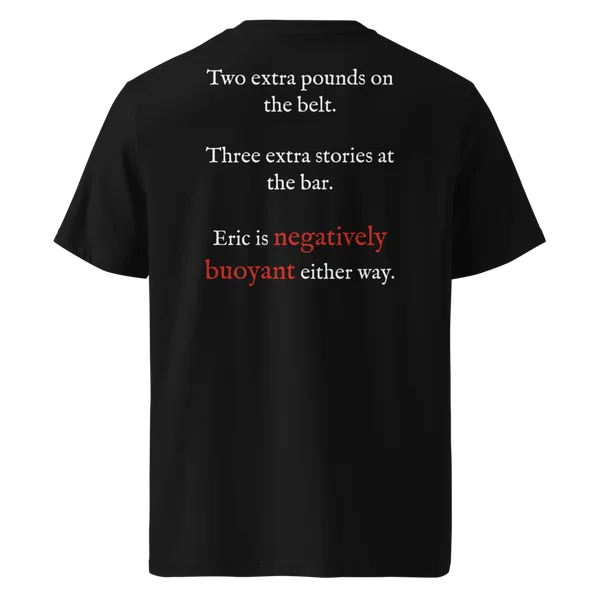 Two extra pounds on
the belt.
Three extra stories at
the bar.
Eric is negatively
buoyant either way.